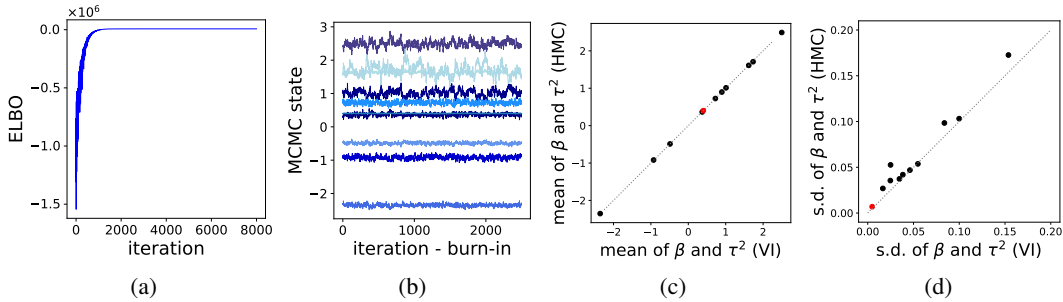 ×10⁶
0.0
−0.5
−1.0
−1.5
ELBO
0 2000 4000 6000 8000
iteration
(a)
3
2
1
0
−1
−2
MCMC state
0 1000 2000
iteration - burn-in
(b)
2
1
0
−1
−2
mean of β and τ² (HMC)
−2 −1 0 1 2
mean of β and τ² (VI)
(c)
0.20
0.15
0.10
0.05
0.00
s.d. of β and τ² (HMC)
0.00 0.05 0.10 0.15 0.20
s.d. of β and τ² (VI)
(d)